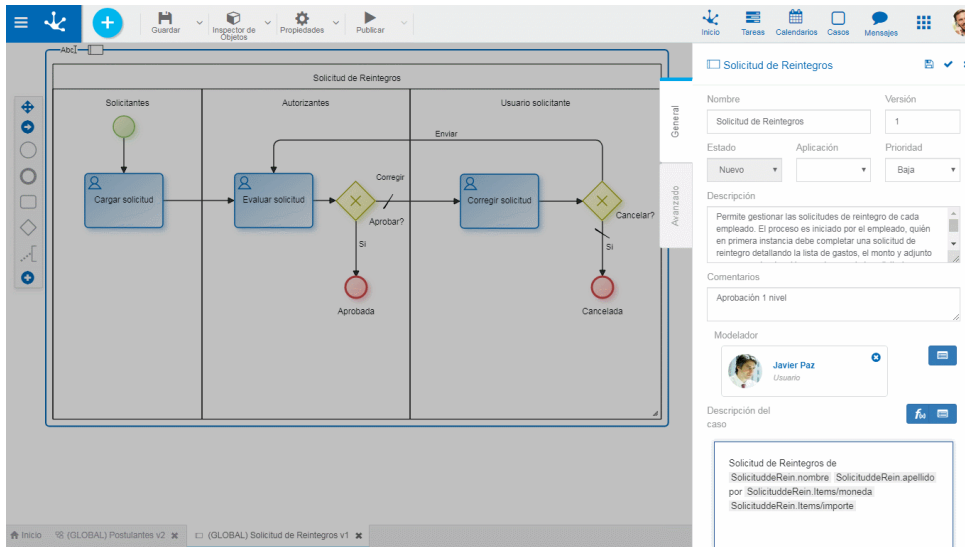 Guardar
Inspector de
Objetos
Propiedades
Publicar
Inicio
Tareas
Calendarios
Casos
Mensajes
Abc
Solicitud de Reintegros
Solicitantes
Autorizantes
Usuario solicitante
Enviar
Cargar solicitud
Evaluar solicitud
Corregir
Aprobar?
Si
Aprobada
Corregir solicitud
Cancelar?
Si
Cancelada
General
Avanzado
Solicitud de Reintegros
Nombre
Versión
Solicitud de Reintegros
1
Estado
Aplicación
Prioridad
Nuevo
Baja
Descripción
Permite gestionar las solicitudes de reintegro de cada
empleado. El proceso es iniciado por el empleado, quién
en primera instancia debe completar una solicitud de
reintegro detallando la lista de gastos, el monto y adjunto
Comentarios
Aprobación 1 nivel
Modelador
Javier Paz
Usuario
Descripción del
caso
f(x)
Solicitud de Reintegros de
SolicituddeRein.nombre SolicituddeRein.apellido
por SolicituddeRein.Items/moneda
SolicituddeRein.Items/importe
Inicio
(GLOBAL) Postulantes v2
(GLOBAL) Solicitud de Reintegros v1